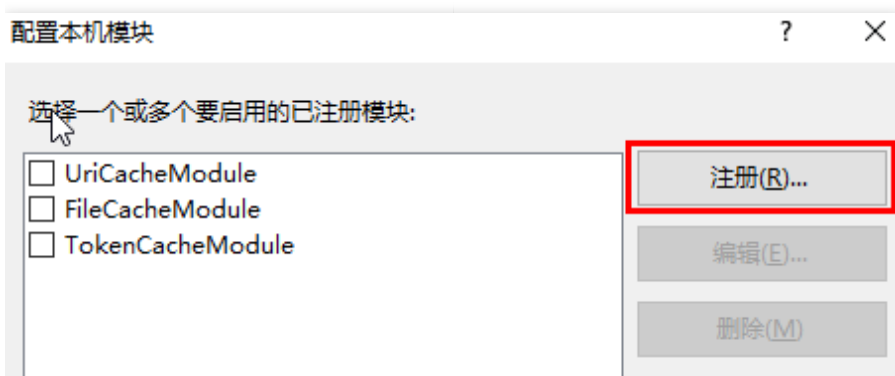 配置本机模块 ?
选择一个或多个要启用的已注册模块:
UriCacheModule
FileCacheModule
TokenCacheModule
注册(R)...
编辑(E)...
删除(M)